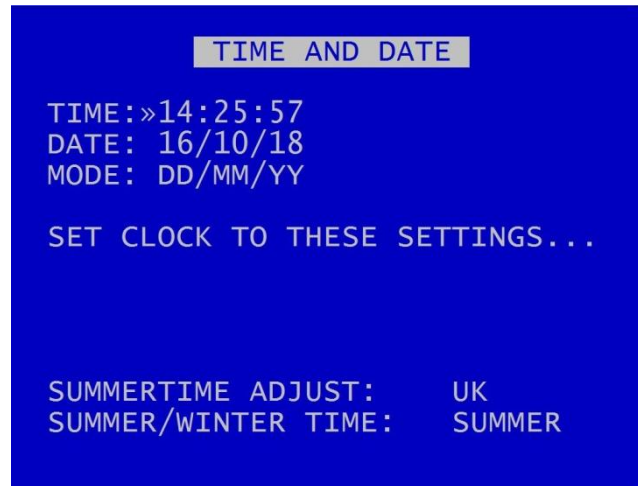 TIME AND DATE
TIME:»14:25:57
DATE: 16/10/18
MODE: DD/MM/YY
SET CLOCK TO THESE SETTINGS...
SUMMERTIME ADJUST: UK
SUMMER/WINTER TIME: SUMMER